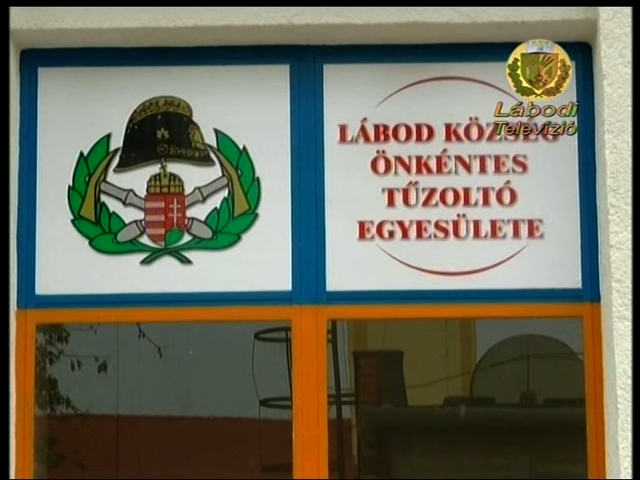 Lábodi
Televízió
LÁBOD KÖZSÉG
ÖNKÉNTES
TŰZOLTÓ
EGYESÜLETE